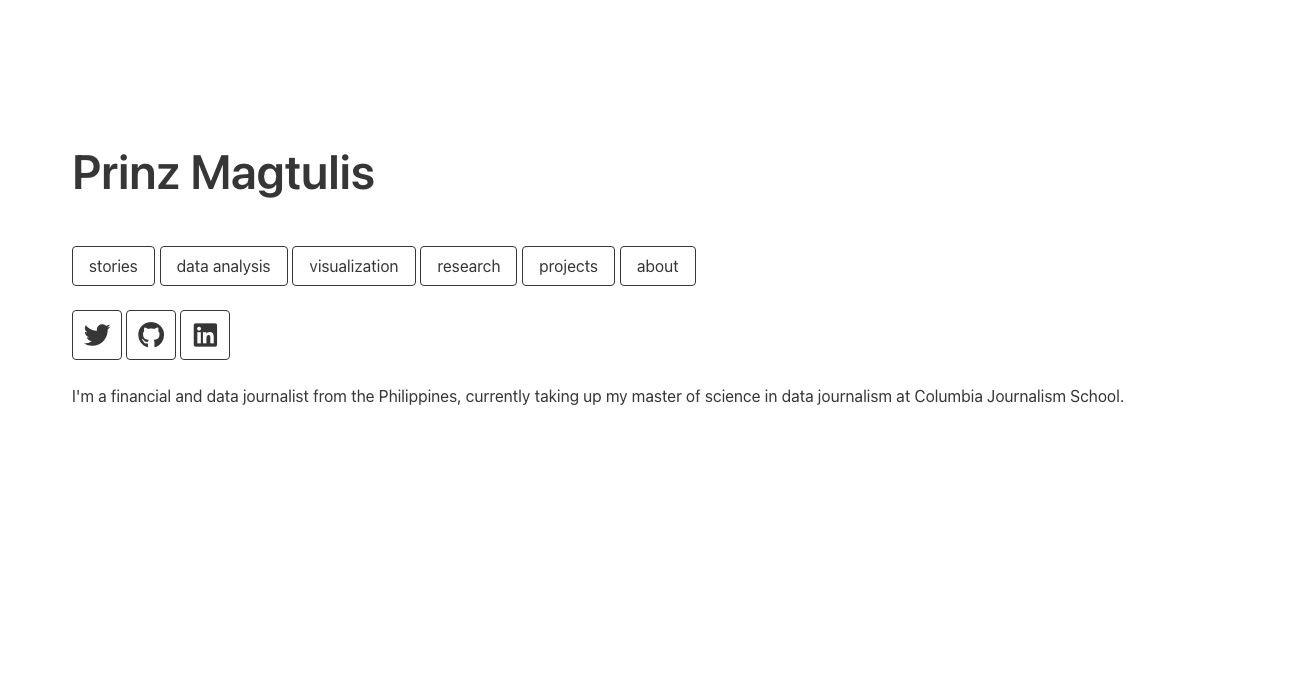 Prinz Magtulis
stories data analysis visualization research projects about
in
I'm a financial and data journalist from the Philippines, currently taking up my master of science in data journalism at Columbia Journalism School.